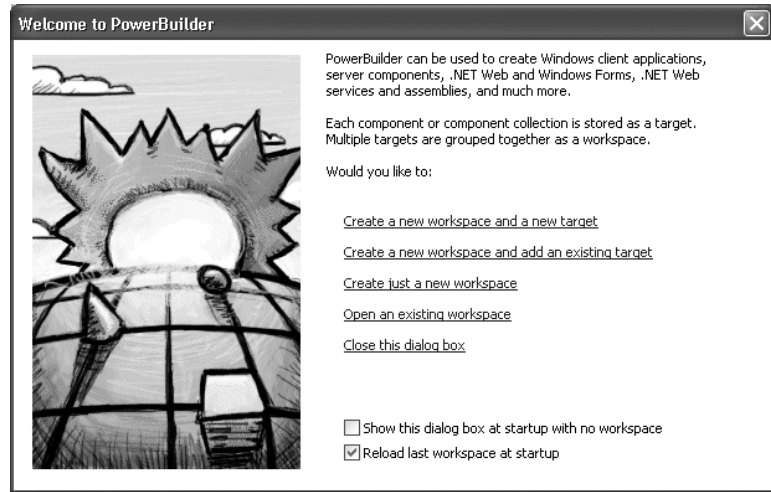 Welcome to PowerBuilder
PowerBuilder can be used to create Windows client applications,
server components, .NET Web and Windows Forms, .NET Web
services and assemblies, and much more.
Each component or component collection is stored as a target.
Multiple targets are grouped together as a workspace.
Would you like to:
Create a new workspace and a new target
Create a new workspace and add an existing target
Create just a new workspace
Open an existing workspace
Close this dialog box
Show this dialog box at startup with no workspace
Reload last workspace at startup